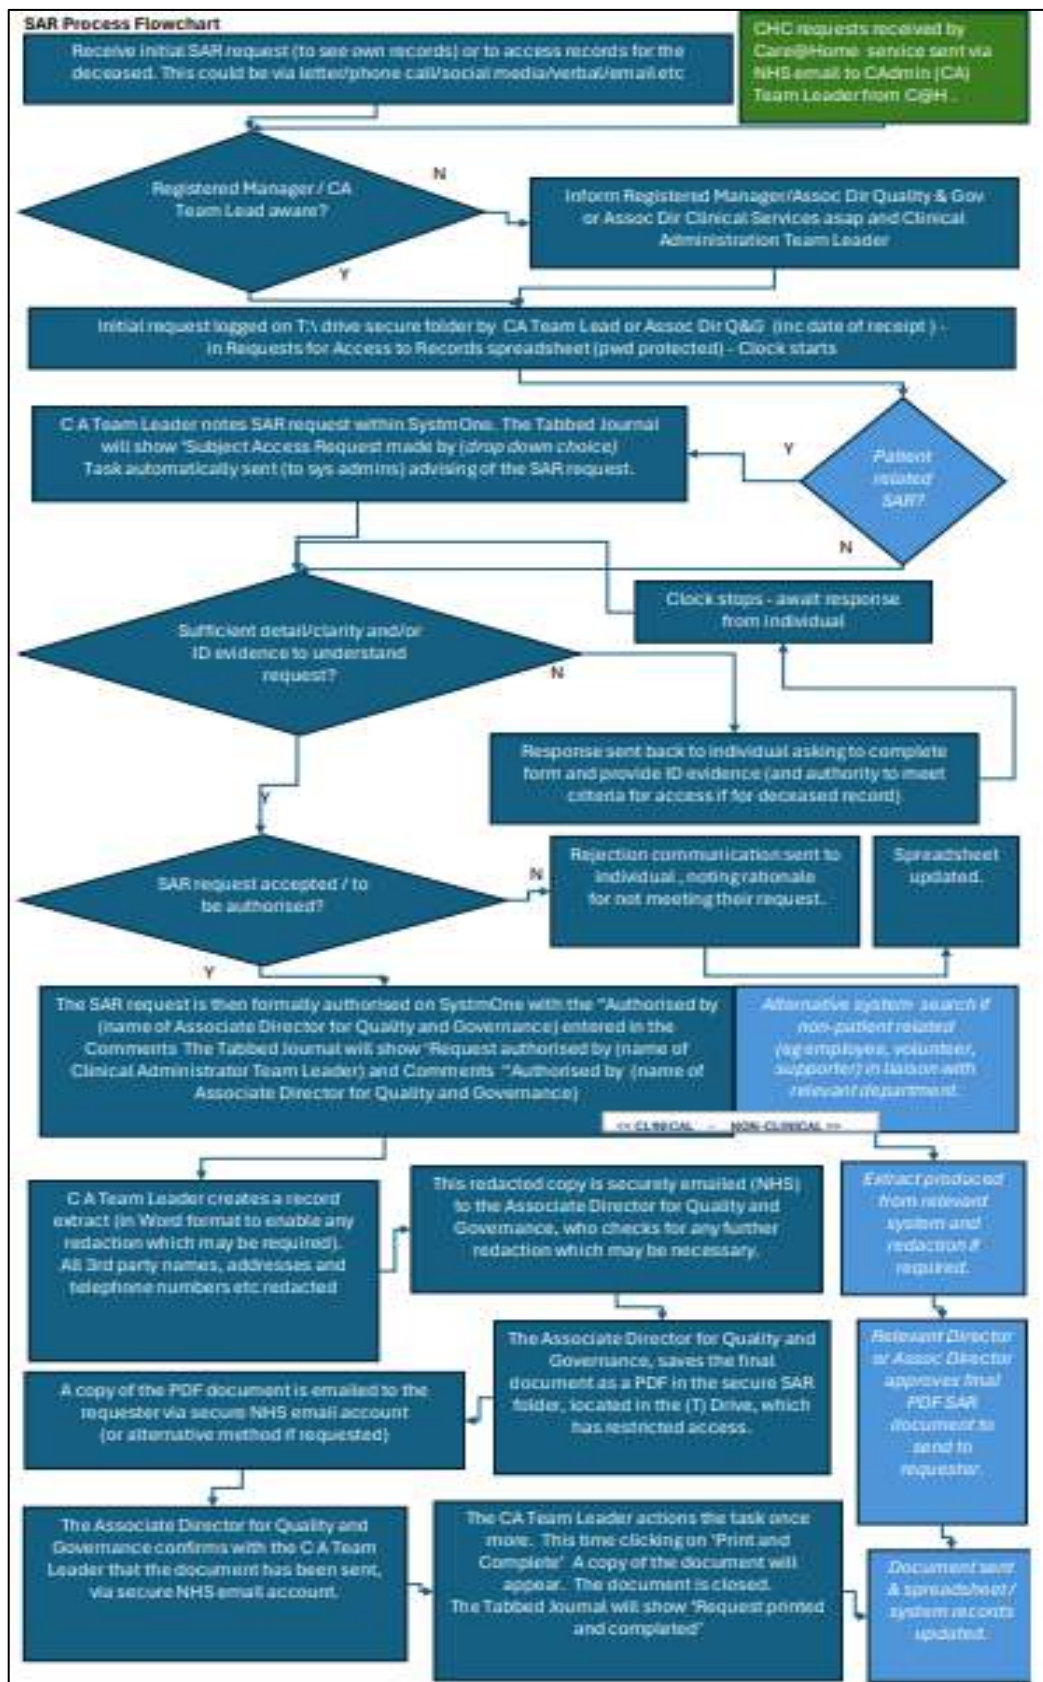 SAR Process Flowchart
Receive initial SAR request (to see own records) or to access records for the
deceased. This could be via letter/phone call/social media/verbal/email etc
CHC requests received by
Care@Home service sent via
NHS email to CAdmin (CA)
Team Leader from C@H..
Registered Manager / CA
Team Lead aware?
N
Inform Registered Manager/Assoc Dir Quality & Gov
or Assoc Dir Clinical Services asap and Clinical
Administration Team Leader
Y
Initial request logged on T:\ drive secure folder by CA Team Lead or Assoc Dir Q&G (inc date of receipt ) -
in Requests for Access to Records spreadsheet (pwd protected) - Clock starts
C A Team Leader notes SAR request within SystmOne. The Tabbed Journal
will show 'Subject Access Request made by (drop down choice)
Task automatically sent (to sys admins) advising of the SAR request.
Y
Patient
related
SAR?
N
Clock stops - await response
from individual
Sufficient detail/clarity and/or
ID evidence to understand
request?
N
Response sent back to individual asking to complete
form and provide ID evidence (and authority to meet
criteria for access if for deceased record)
Y
SAR request accepted / to
be authorised?
N
Rejection communication sent to
individual , noting rationale
for not meeting their request.
Spreadsheet
updated.
Y
The SAR request is then formally authorised on SystmOne with the "Authorised by
(name of Associate Director for Quality and Governance) entered in the
Comments The Tabbed Journal will show "Request authorised by (name of
Clinical Administrator Team Leader) and Comments "Authorised by (name of
Associate Director for Quality and Governance)
Alternative system search if
non-patient related
(eg employee, volunteer,
supporter) in liaison with
relevant department.
<< CLINICAL - NON-CLINICAL >>
C A Team Leader creates a record
extract (in Word format to enable any
redaction which may be required).
All 3rd party names, addresses and
telephone numbers etc redacted
This redacted copy is securely emailed (NHS)
to the Associate Director for Quality and
Governance, who checks for any further
redaction which may be necessary.
Extract produced
from relevant
system and
redaction if
required.
The Associate Director for Quality and
Governance, saves the final
document as a PDF in the secure SAR
folder, located in the (T) Drive, which
has restricted access.
Relevant Director
or Assoc Director
approves final
PDF SAR
document to
send to
requester.
A copy of the PDF document is emailed to the
requester via secure NHS email account
(or alternative method if requested)
The Associate Director for Quality and
Governance confirms with the C A Team
Leader that the document has been sent,
via secure NHS email account.
The CA Team Leader actions the task once
more. This time clicking on 'Print and
Complete' A copy of the document will
appear. The document is closed.
The Tabbed Journal will show "Request printed
and completed"
Document sent
& spreadsheet /
system records
updated.